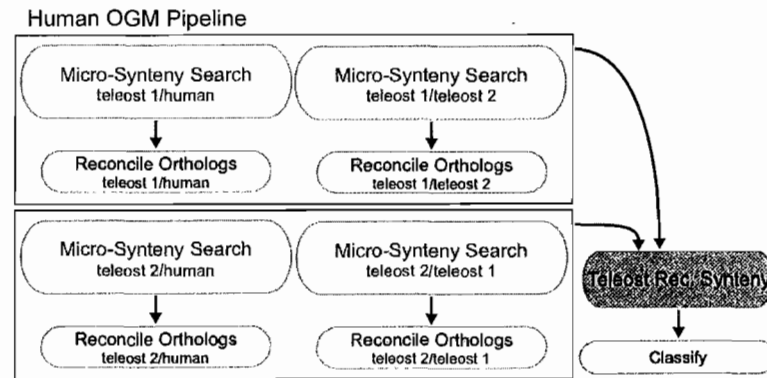 Human OGM Pipeline
Micro-Synteny Search
teleost 1/human
Micro-Synteny Search
teleost 1/teleost 2
Reconcile Orthologs
teleost 1/human
Reconcile Orthologs
teleost 1/teleost 2
Micro-Synteny Search
teleost 2/human
Micro-Synteny Search
teleost 2/teleost 1
Reconcile Orthologs
teleost 2/human
Reconcile Orthologs
teleost 2/teleost 1
Teleost Rec. Synteny
Classify